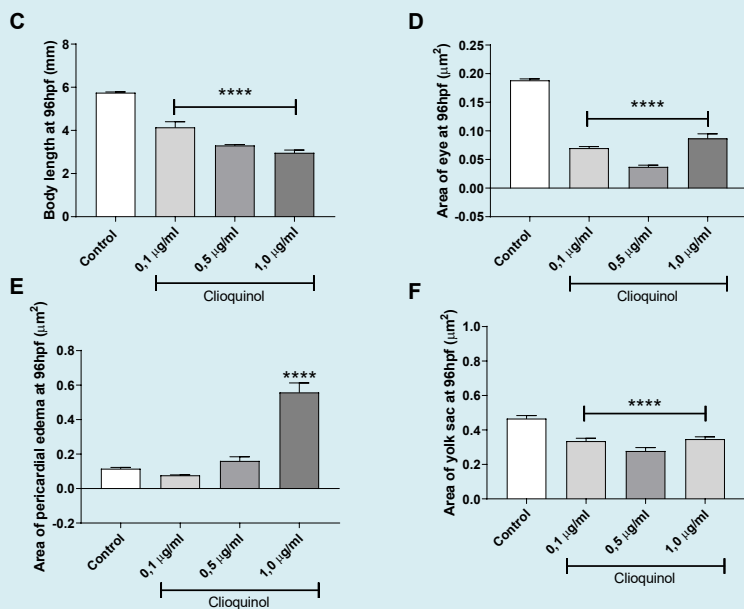 C
Body length at 96hpf (mm)
8
6
4
2
0
****
Control
0,1 µg/ml
0,5 µg/ml
1,0 µg/ml
Clioquinol
D
Area of eye at 96hpf (µm²)
0.25
0.20
0.15
0.10
0.05
0.00
-0.05
****
Control
0,1 µg/ml
0,5 µg/ml
1,0 µg/ml
Clioquinol
E
Area of pericardial edema at 96hpf (µm²)
0.8
0.6
0.4
0.2
0.0
-0.2
****
Control
0,1 µg/ml
0,5 µg/ml
1,0 µg/ml
Clioquinol
F
Area of yolk sac at 96hpf (µm²)
1.0
0.8
0.6
0.4
0.2
0.0
****
Control
0,1 µg/ml
0,5 µg/ml
1,0 µg/ml
Clioquinol